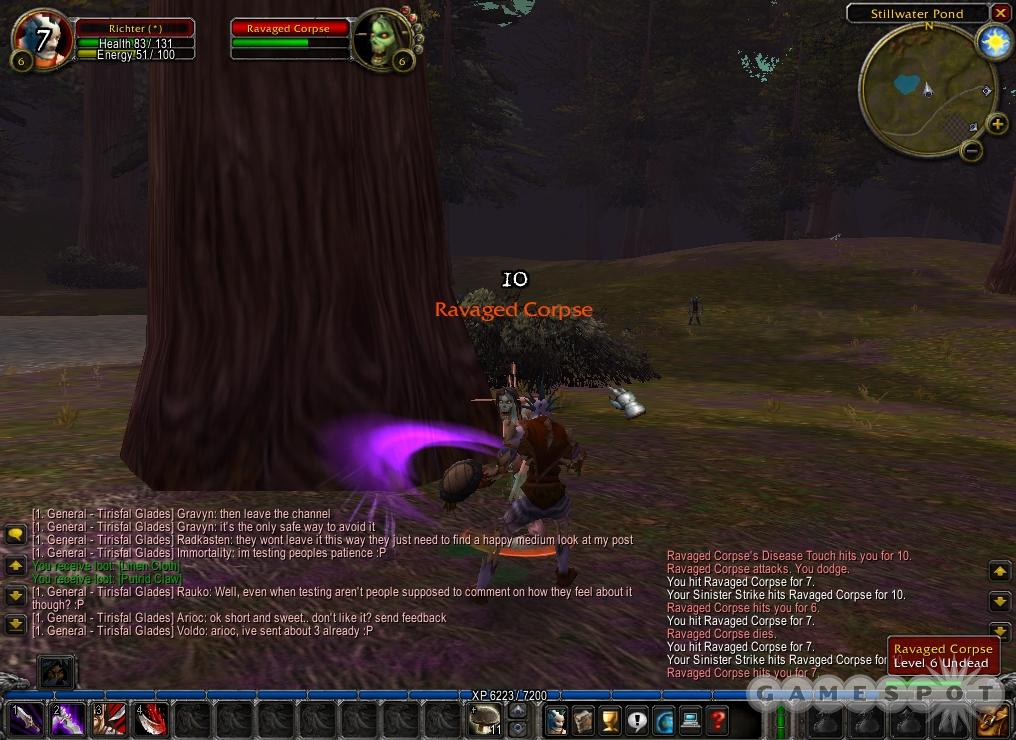 Richter (*)
7
Health 83 / 131
Energy 51 / 100
6
Ravaged Corpse
6
Stillwater Pond
N
10
Ravaged Corpse
[1. General - Tirisfal Glades] Gravyn: then leave the channel
[1. General - Tirisfal Glades] Gravyn: it's the only safe way to avoid it
[1. General - Tirisfal Glades] Radkasten: they wont leave it this way they just need to find a happy medium look at my post
[1. General - Tirisfal Glades] Immortality: im testing peoples patience :P
You receive loot: [Linen Cloth]
You receive loot: [Putrid Claw]
[1. General - Tirisfal Glades] Rauko: Well, even when testing aren't people supposed to comment on how they feel about it
though? :P
[1. General - Tirisfal Glades] Arioc: ok short and sweet.. don't like it? send feedback
[1. General - Tirisfal Glades] Voldo: arioc, ive sent about 3 already :P
Ravaged Corpse's Disease Touch hits you for 10.
Ravaged Corpse attacks. You dodge.
You hit Ravaged Corpse for 7.
Your Sinister Strike hits Ravaged Corpse for 10.
Ravaged Corpse hits you for 6.
You hit Ravaged Corpse for 7.
Ravaged Corpse dies.
You hit Ravaged Corpse for 7.
Your Sinister Strike hits Ravaged Corpse for
Ravaged Corpse hits you for 7.
Ravaged Corpse
Level 6 Undead
GAMESPOT
XP 6223 / 7200
11